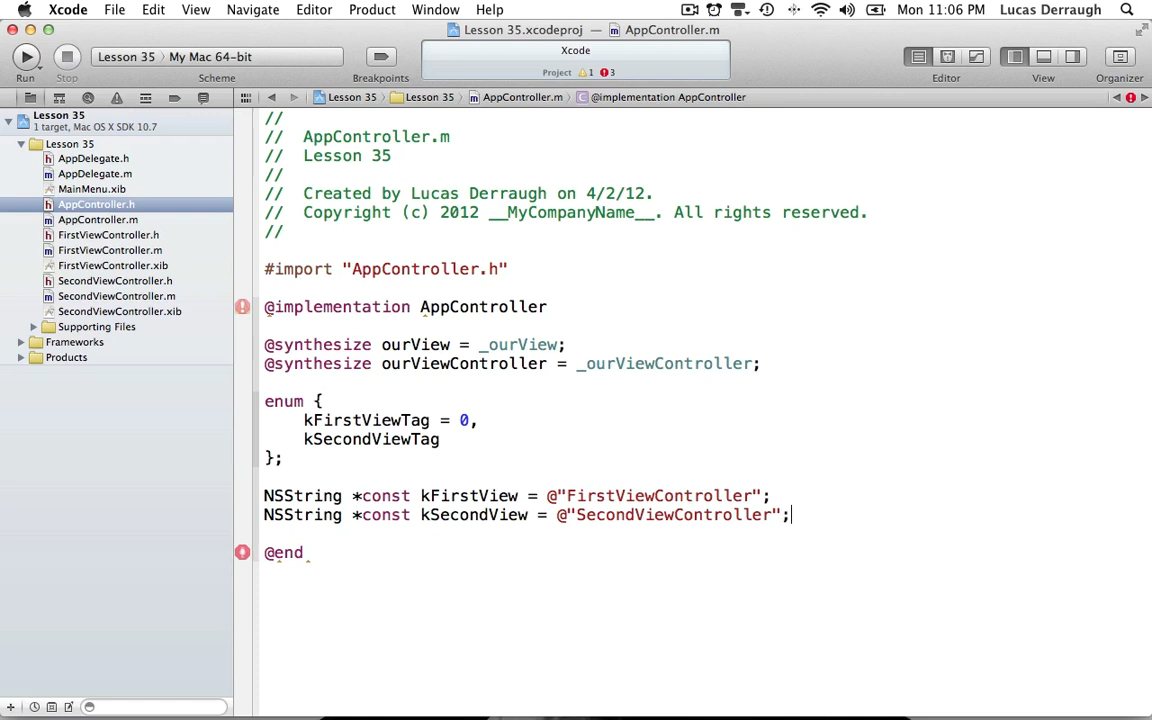 Xcode File Edit View Navigate Editor Product Window Help Mon 11:06 PM Lucas Derraugh
Lesson 35.xcodeproj — AppController.m
Lesson 35 My Mac 64-bit
Xcode
Project 1 3
Run Stop Scheme Breakpoints Editor View Organizer
Lesson 35 Lesson 35 AppController.m @implementation AppController
Lesson 35
1 target, Mac OS X SDK 10.7
Lesson 35
AppDelegate.h
AppDelegate.m
MainMenu.xib
AppController.h
AppController.m
FirstViewController.h
FirstViewController.m
FirstViewController.xib
SecondViewController.h
SecondViewController.m
SecondViewController.xib
Supporting Files
Frameworks
Products
//
// AppController.m
// Lesson 35
//
// Created by Lucas Derraugh on 4/2/12.
// Copyright (c) 2012 __MyCompanyName__. All rights reserved.
//
#import "AppController.h"
@implementation AppController
@synthesize ourView = _ourView;
@synthesize ourViewController = _ourViewController;
enum {
kFirstViewTag = 0,
kSecondViewTag
};
NSString *const kFirstView = @"FirstViewController";
NSString *const kSecondView = @"SecondViewController";
@end